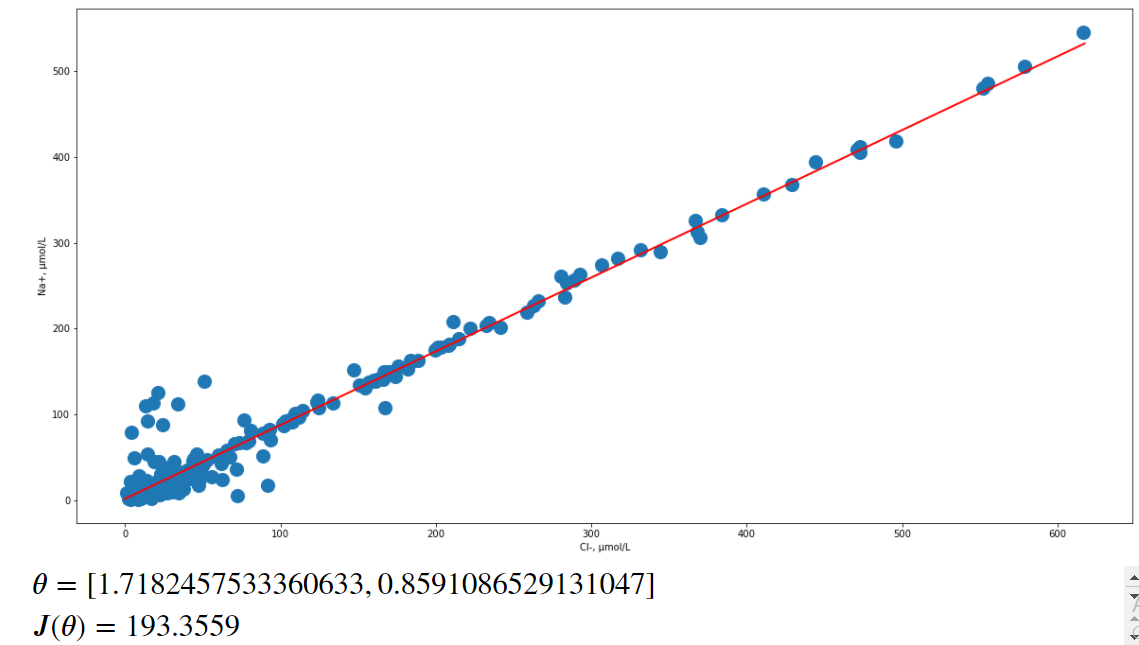 500
400
300
200
100
0
Na+, µmol/L
0 100 200 300 400 500 600
Cl-, µmol/L
θ = [1.7182457533360633, 0.8591086529131047]
J(θ) = 193.3559